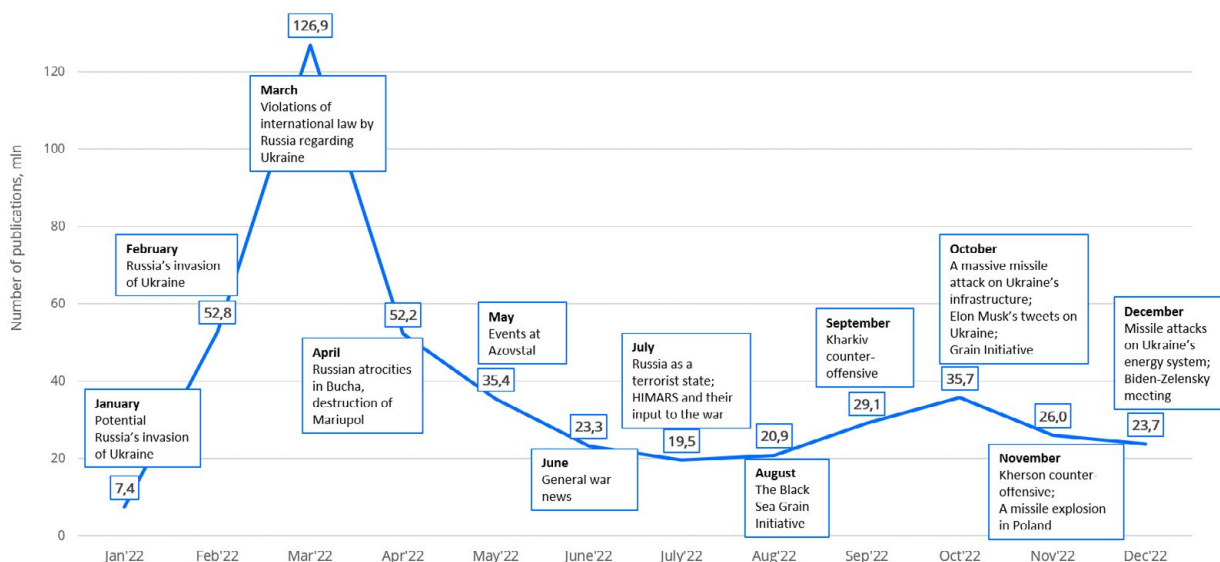 Number of publications, mln
120
100
80
60
40
20
0
January
Potential
Russia's invasion
of Ukraine
7,4
February
Russia's invasion
of Ukraine
52,8
126,9
March
Violations of
international law by
Russia regarding
Ukraine
52,2
April
Russian atrocities
in Bucha,
destruction of
Mariupol
May
Events at
Azovstal
35,4
23,3
June
General war
news
July
Russia as a
terrorist state;
HIMARS and their
input to the war
19,5
20,9
August
The Black
Sea Grain
Initiative
September
Kharkiv
counter-
offensive
29,1
October
A massive missile
attack on Ukraine's
infrastructure;
Elon Musk's tweets on
Ukraine;
Grain Initiative
35,7
26,0
November
Kherson counter-
offensive;
A missile explosion
in Poland
December
Missile attacks
on Ukraine's
energy system;
Biden-Zelensky
meeting
23,7
Jan'22 Feb'22 Mar'22 Apr'22 May'22 June'22 July'22 Aug'22 Sep'22 Oct'22 Nov'22 Dec'22